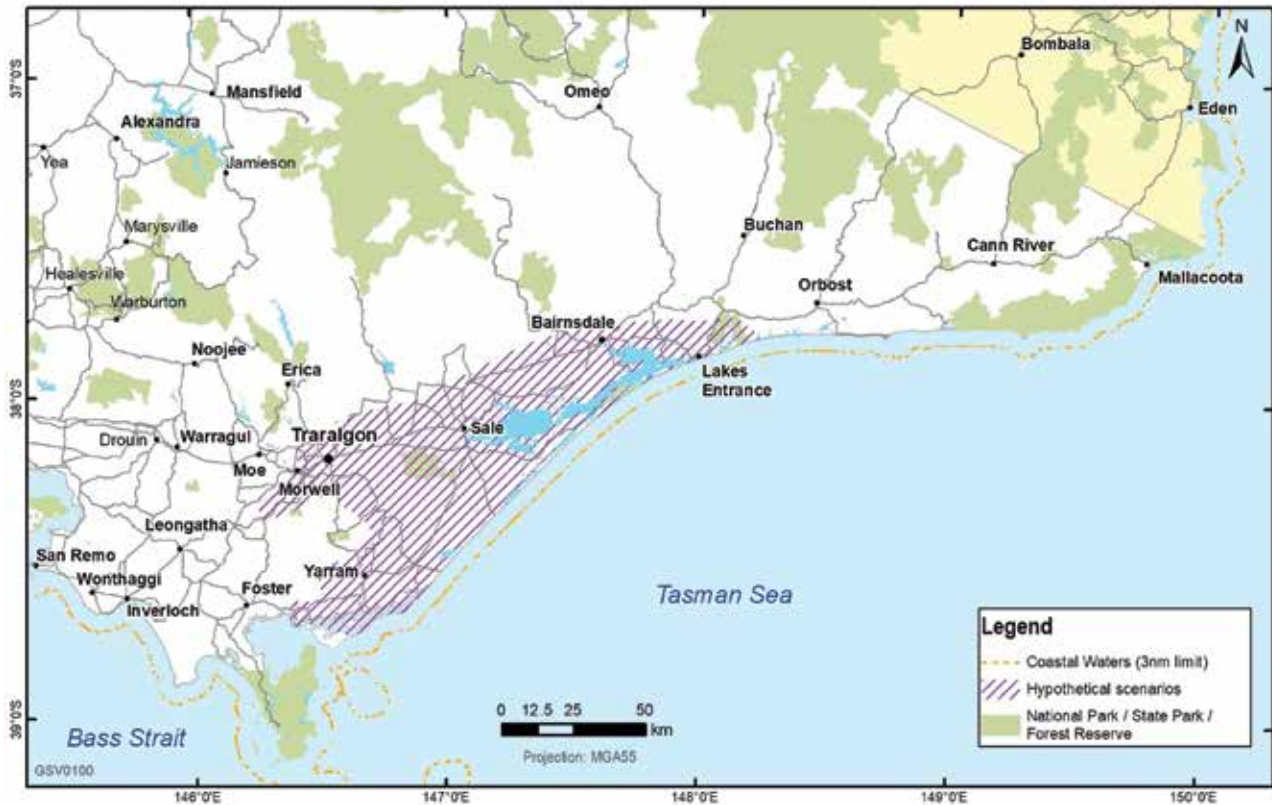 N
Bombala
37°0'S
Mansfield
Omeo
Eden
Alexandra
Yea
Jamieson
Marysville
Buchan
Cann River
Mallacoota
Healesville
Warburton
Orbost
Bairnsdale
Noojee
Erica
Lakes
Entrance
38°0'S
Sale
Traralgon
Drouin
Warragul
Moe
Morwell
Leongatha
San Remo
Yarram
Wonthaggi
Foster
Inverloch
Tasman Sea
Legend
Coastal Waters (3nm limit)
Hypothetical scenarios
National Park / State Park /
Forest Reserve
0 12.5 25 50
km
Projection: MGA55
39°0'S
Bass Strait
GSV0100
146°0'E 147°0'E 148°0'E 149°0'E 150°0'E